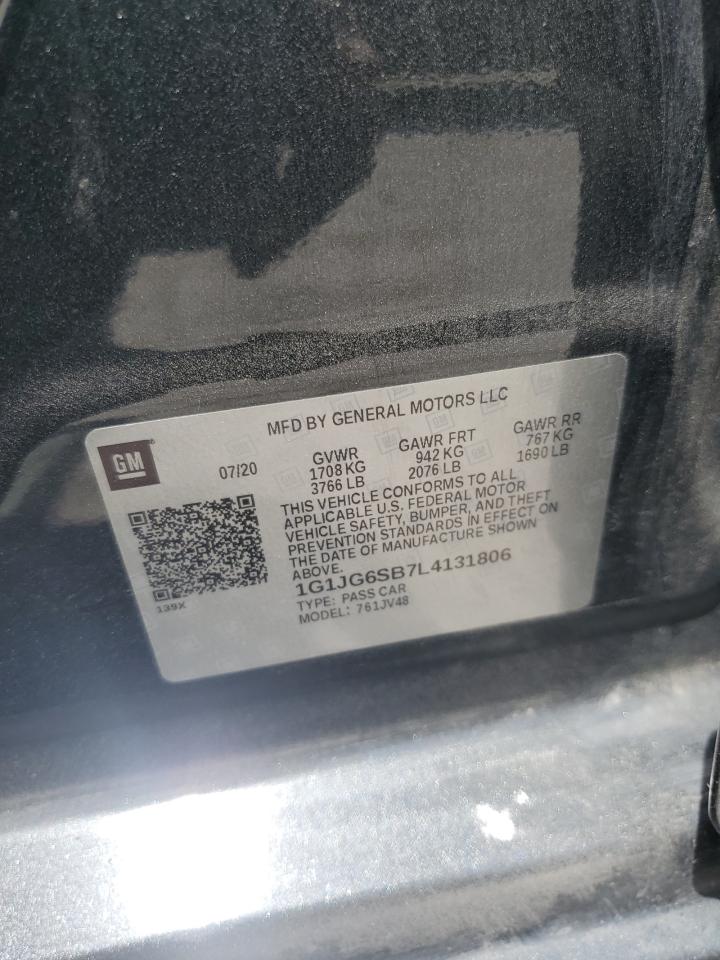 MFD BY GENERAL MOTORS LLC
GM
07/20
GVWR
1708 KG
3766 LB
GAWR FRT
942 KG
2076 LB
GAWR RR
767 KG
1690 LB
THIS VEHICLE CONFORMS TO ALL
APPLICABLE U.S. FEDERAL MOTOR
VEHICLE SAFETY, BUMPER, AND THEFT
PREVENTION STANDARDS IN EFFECT ON
THE DATE OF MANUFACTURE SHOWN
ABOVE.
1G1JG6SB7L4131806
TYPE: PASS CAR
MODEL: 761JV48
139X